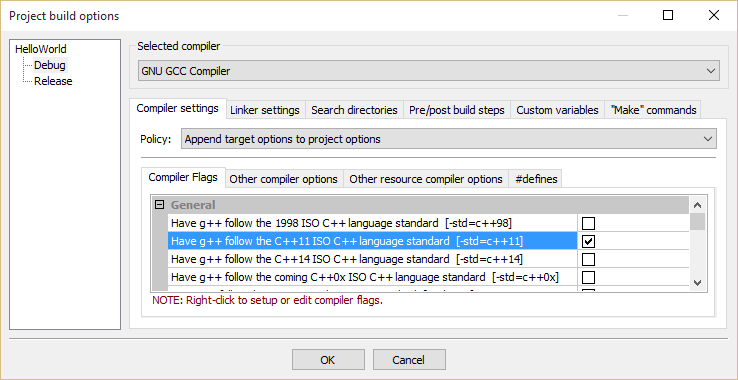 Project build options
HelloWorld
Debug
Release
Selected compiler
GNU GCC Compiler
Compiler settings Linker settings Search directories Pre/post build steps Custom variables "Make" commands
Policy: Append target options to project options
Compiler Flags Other compiler options Other resource compiler options #defines
General
Have g++ follow the 1998 ISO C++ language standard [-std=c++98]
Have g++ follow the C++11 ISO C++ language standard [-std=c++11]
Have g++ follow the C++14 ISO C++ language standard [-std=c++14]
Have g++ follow the coming C++0x ISO C++ language standard [-std=c++0x]
NOTE: Right-click to setup or edit compiler flags.
OK Cancel